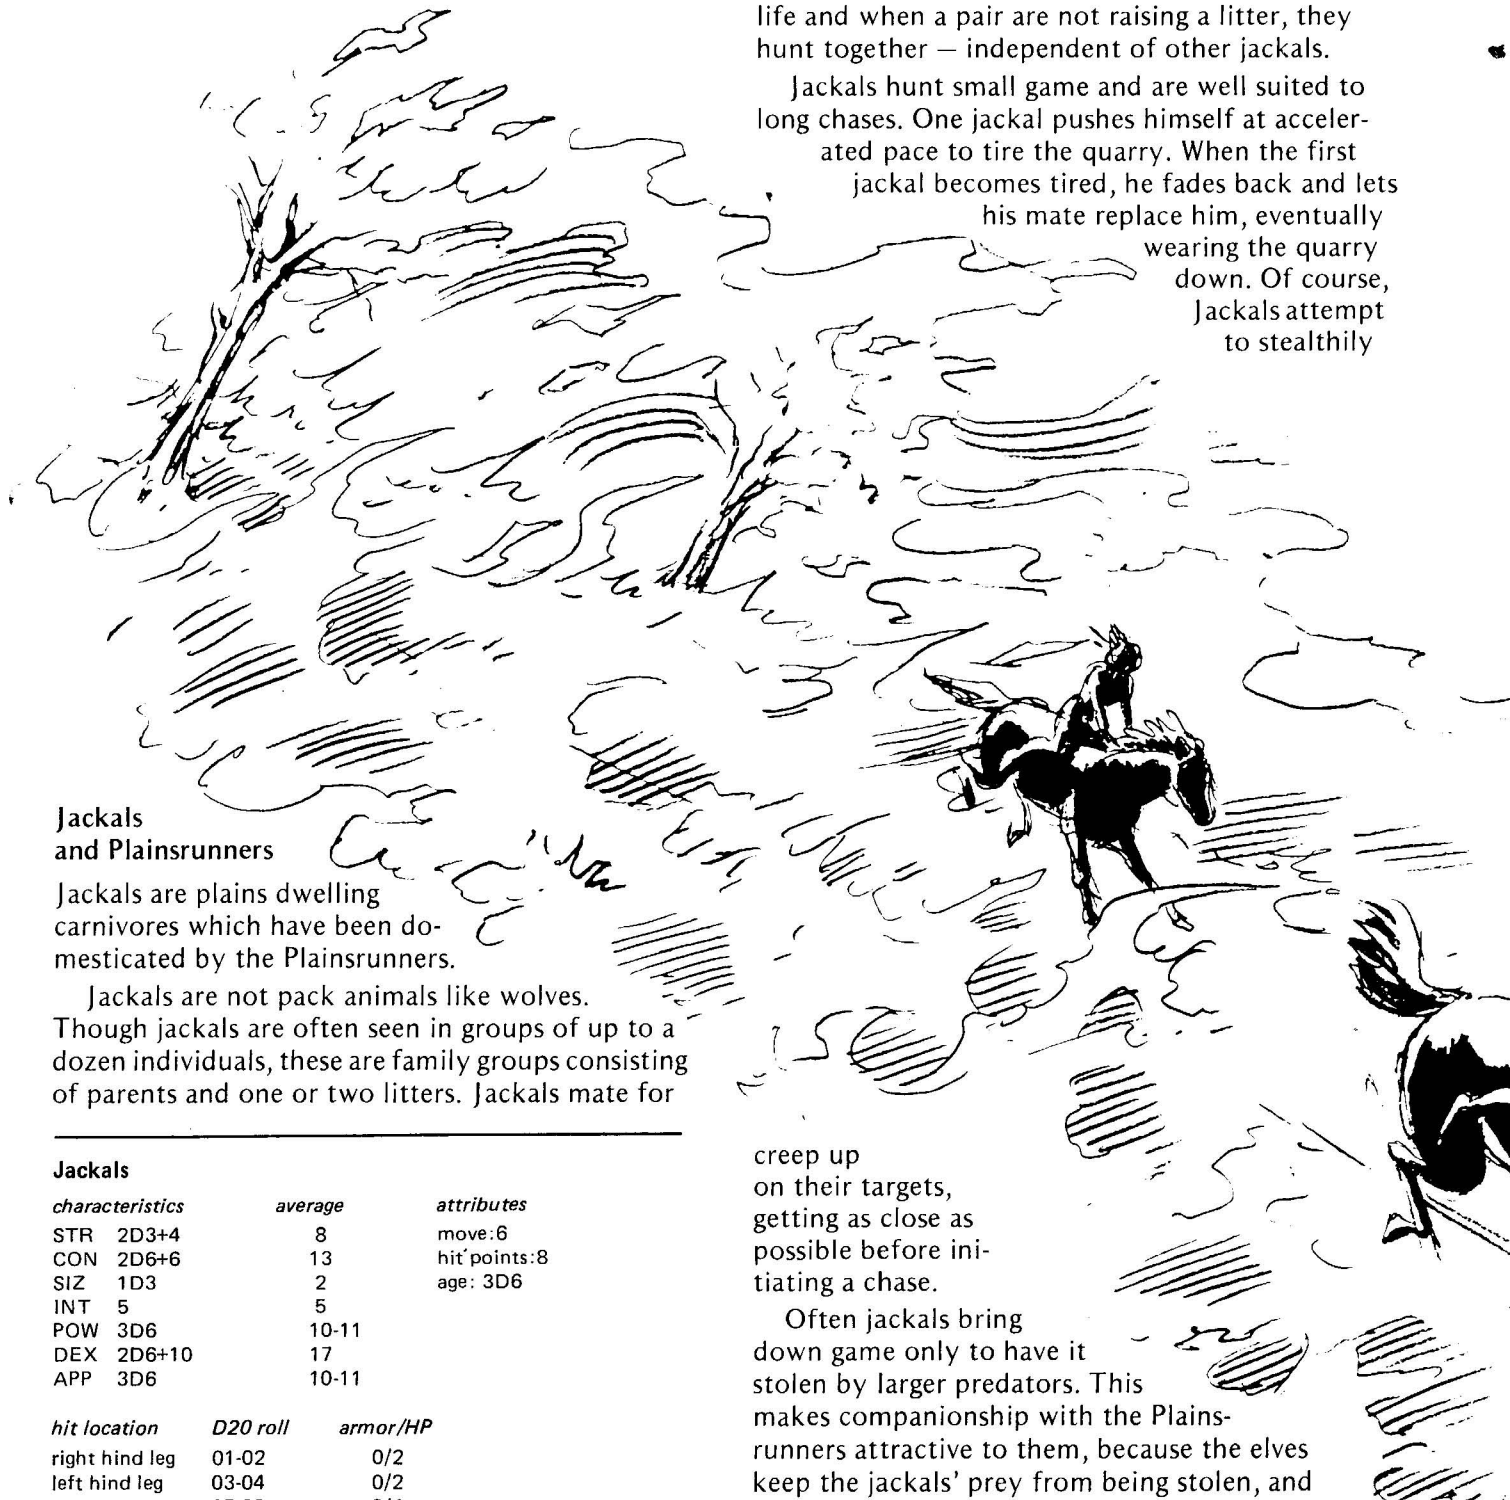 Jackals
and Plainsrunners
Jackals are plains dwelling
carnivores which have been do-
mesticated by the Plainsrunners.
Jackals are not pack animals like wolves.
Though jackals are often seen in groups of up to a
dozen individuals, these are family groups consisting
of parents and one or two litters. Jackals mate for
life and when a pair are not raising a litter, they
hunt together — independent of other jackals.
Jackals hunt small game and are well suited to
long chases. One jackal pushes himself at acceler-
ated pace to tire the quarry. When the first
jackal becomes tired, he fades back and lets
his mate replace him, eventually
wearing the quarry
down. Of course,
Jackals attempt
to stealthily
creep up
on their targets,
getting as close as
possible before ini-
tiating a chase.
Often jackals bring
down game only to have it
stolen by larger predators. This
makes companionship with the Plains-
runners attractive to them, because the elves
keep the jackals' prey from being stolen, and
Jackals
characteristics average attributes
STR 2D3+4 8 move:6
CON 2D6+6 13 hit points:8
SIZ 1D3 2 age: 3D6
INT 5 5
POW 3D6 10-11
DEX 2D6+10 17
APP 3D6 10-11
hit location D20 roll armor/HP
right hind leg 01-02 0/2
left hind leg 03-04 0/2